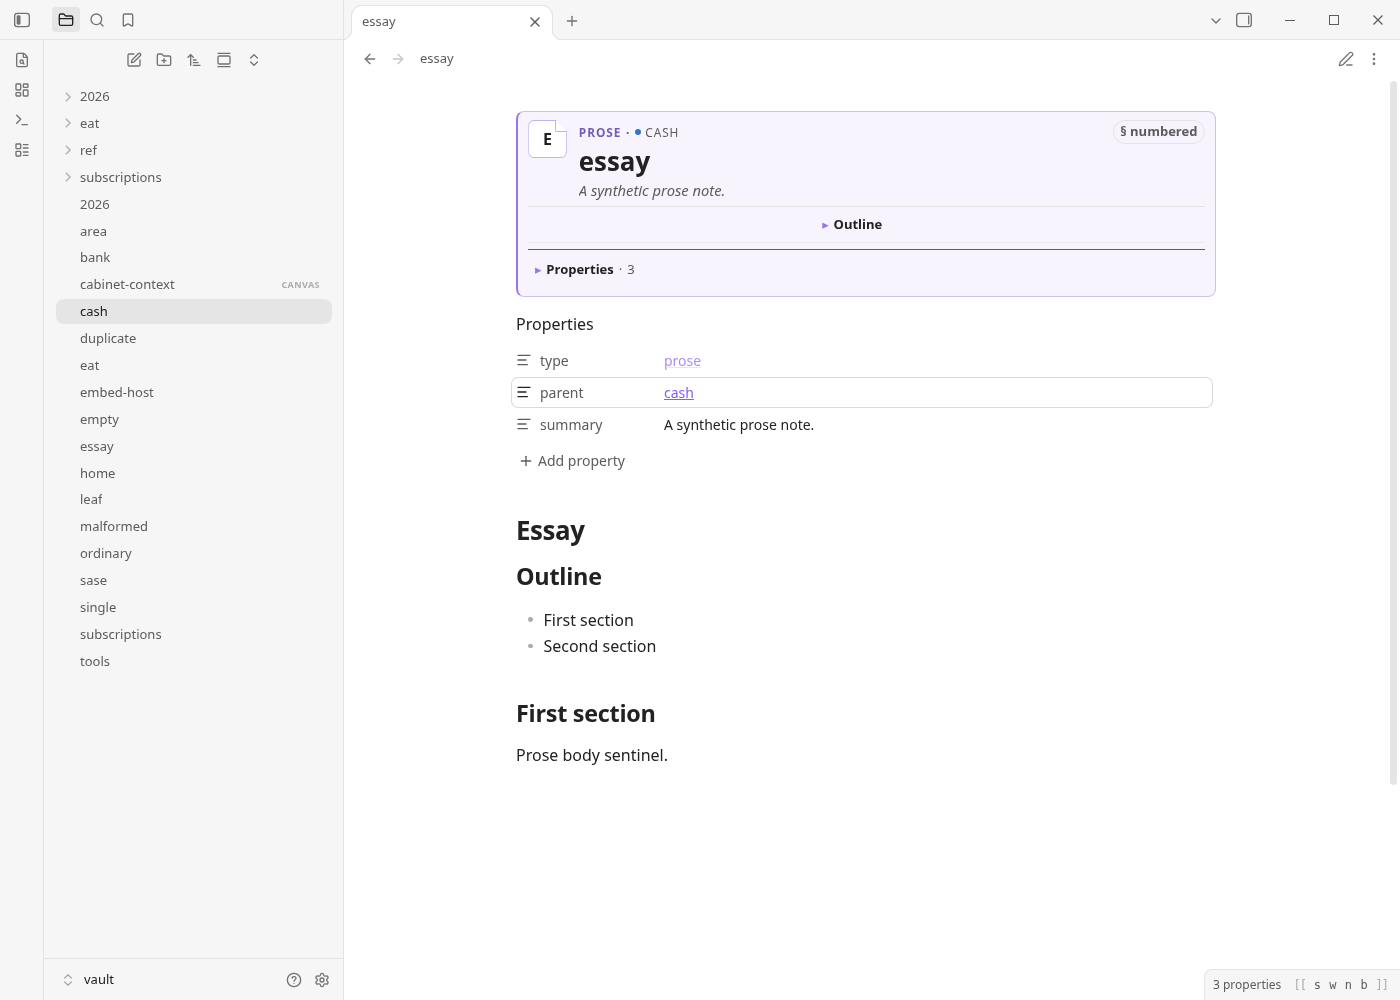 essay
essay
2026
eat
ref
subscriptions
2026
area
bank
cabinet-context CANVAS
cash
duplicate
eat
embed-host
empty
essay
home
leaf
malformed
ordinary
sase
single
subscriptions
tools
vault
E
PROSE · CASH
§ numbered
essay
A synthetic prose note.
▸ Outline
▸ Properties · 3
Properties
type prose
parent cash
summary A synthetic prose note.
Add property
Essay
Outline
First section
Second section
First section
Prose body sentinel.
3 properties [[ s w n b ]]